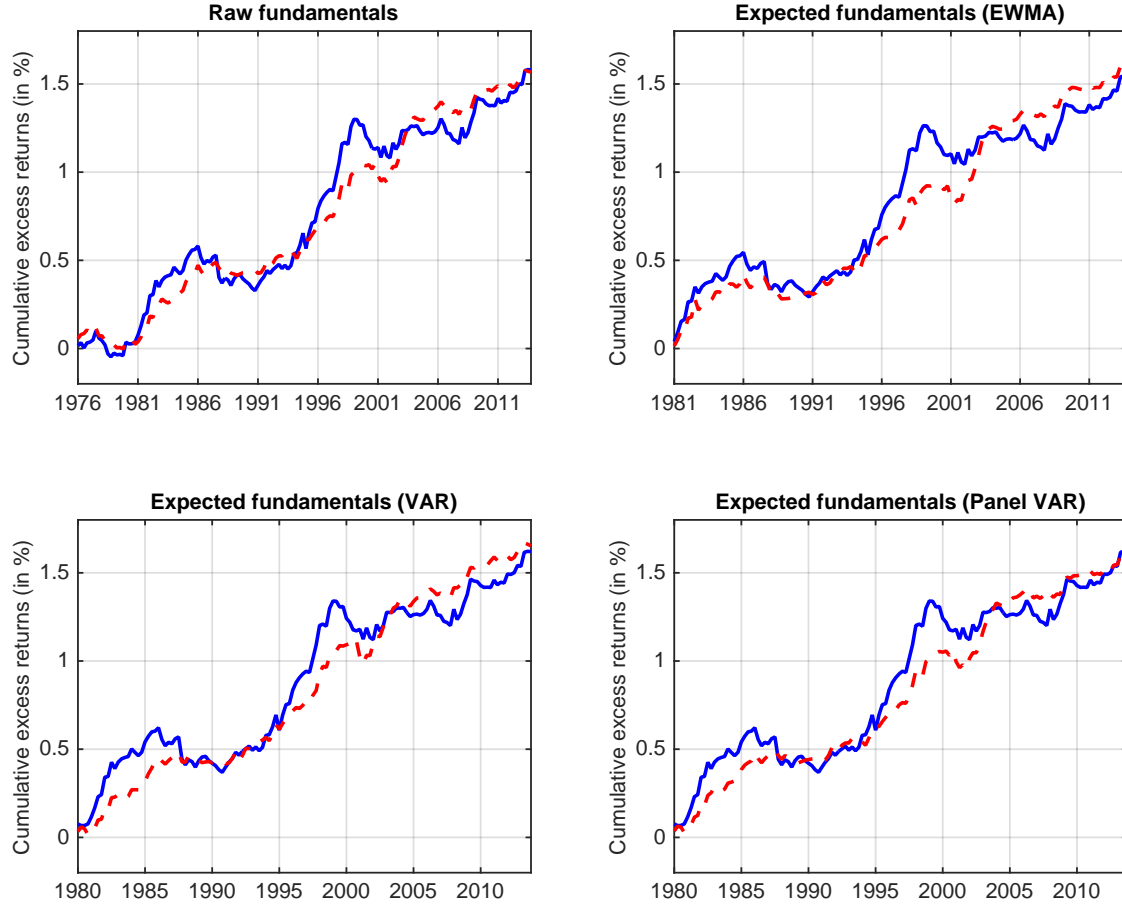 Raw fundamentals
Cumulative excess returns (in %)
1.5
1
0.5
0
1976 1981 1986 1991 1996 2001 2006 2011
Expected fundamentals (EWMA)
Cumulative excess returns (in %)
1.5
1
0.5
0
1981 1986 1991 1996 2001 2006 2011
Expected fundamentals (VAR)
Cumulative excess returns (in %)
1.5
1
0.5
0
1980 1985 1990 1995 2000 2005 2010
Expected fundamentals (Panel VAR)
Cumulative excess returns (in %)
1.5
1
0.5
0
1980 1985 1990 1995 2000 2005 2010